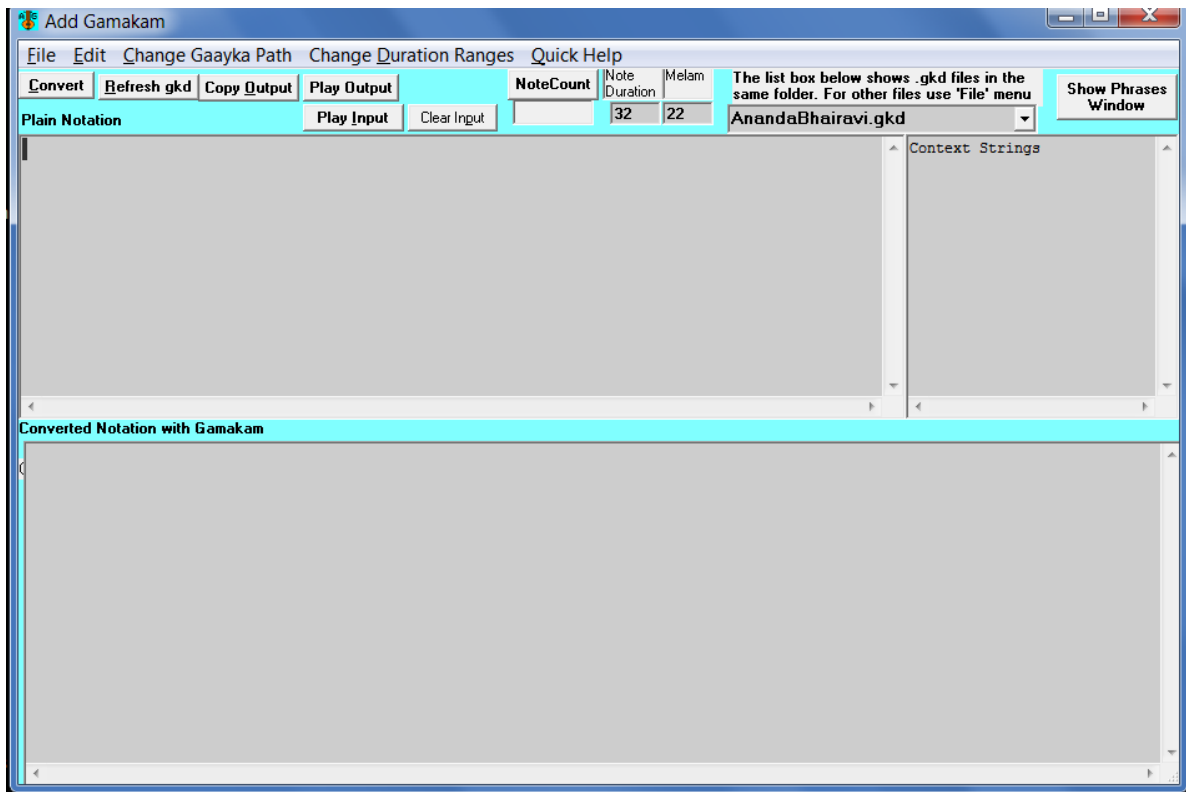 Add Gamakam
File Edit Change Gaayka Path Change Duration Ranges Quick Help
Convert Refresh gkd Copy Output Play Output NoteCount Note Duration Melam
The list box below shows .gkd files in the
same folder. For other files use 'File' menu
Show Phrases
Window
Plain Notation Play Input Clear Input 32 22 AnandaBhairavi.gkd
Context Strings
Converted Notation with Gamakam